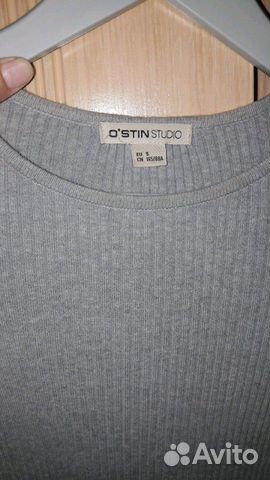 O'STIN STUDIO
EU S
CN 165/88A
Avito